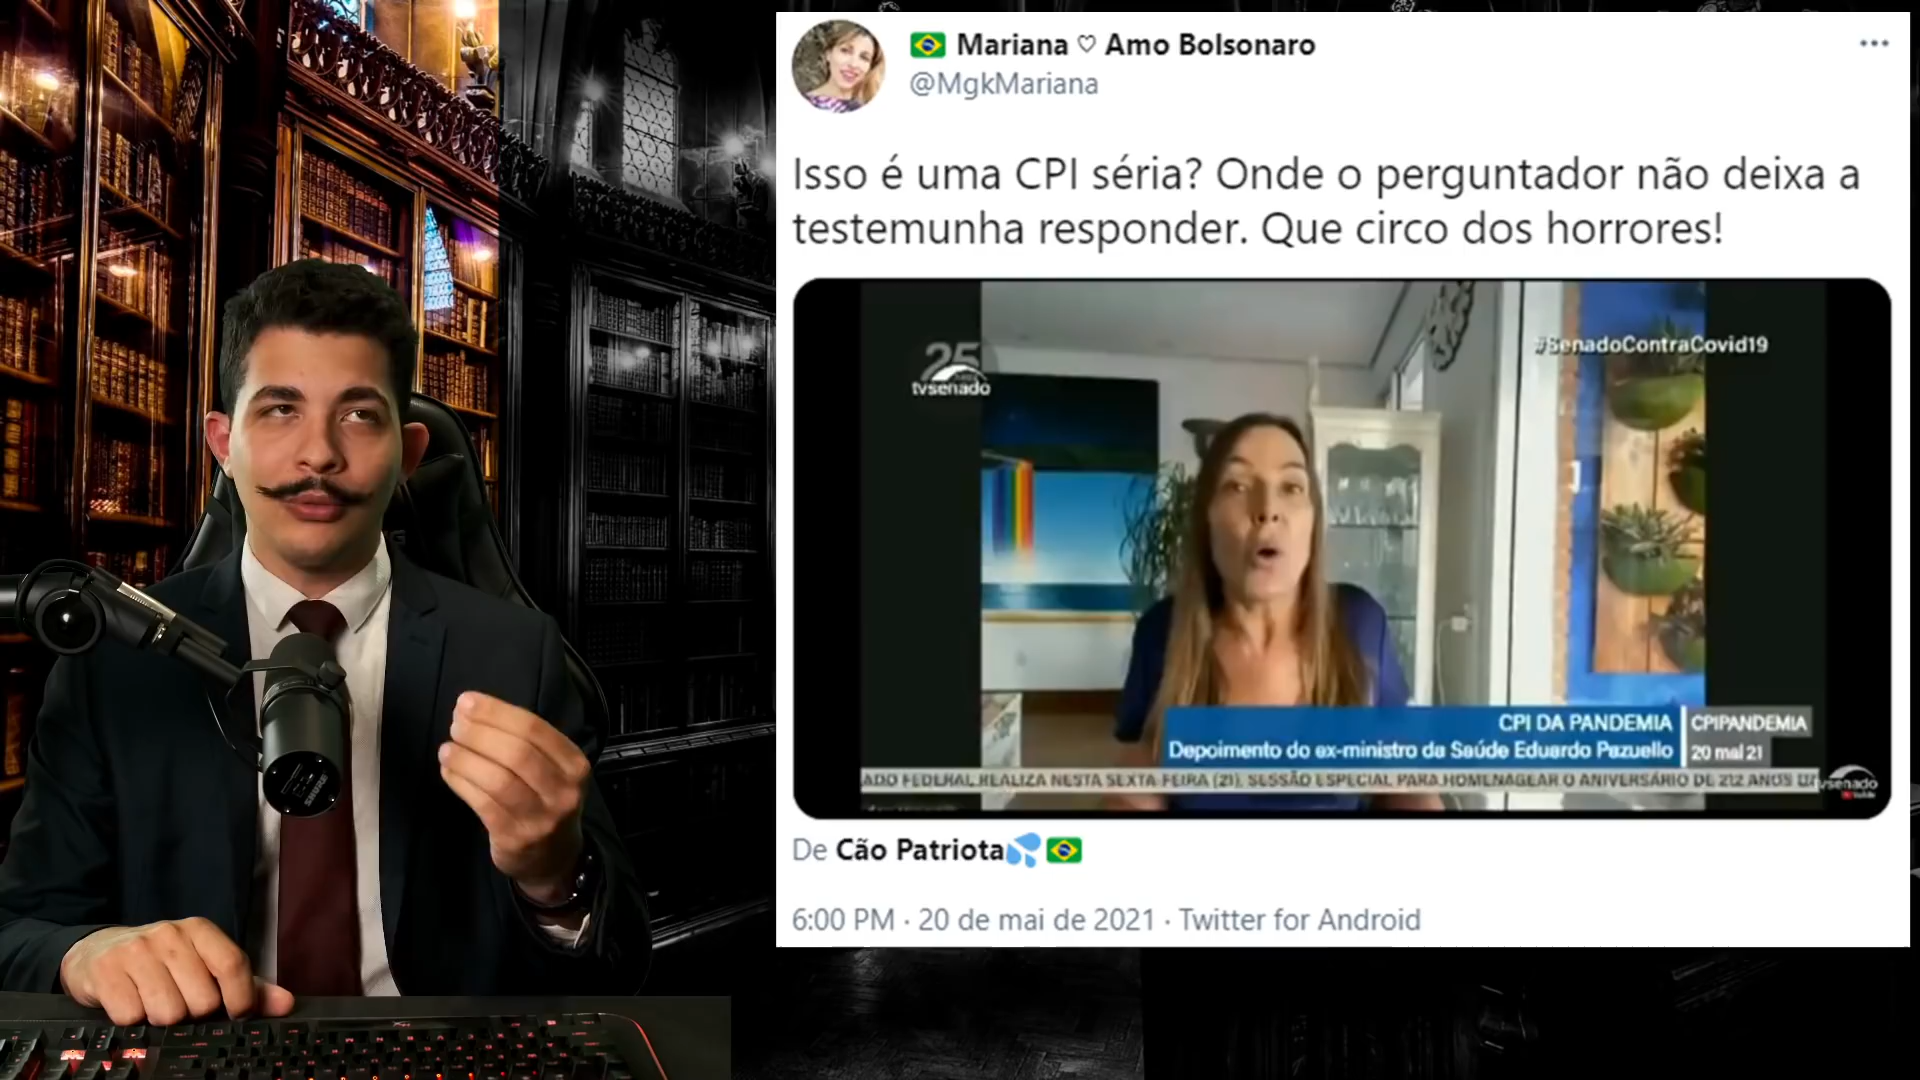 Mariana ♡ Amo Bolsonaro
@MgkMariana
Isso é uma CPI séria? Onde o perguntador não deixa a
testemunha responder. Que circo dos horrores!
25
tvsenado
#SenadoContraCovid19
CPI DA PANDEMIA
CPIPANDEMIA
Depoimento do ex-ministro da Saúde Eduardo Pazuello
20 mai 21
ADO FEDERAL REALIZA NESTA SEXTA-FEIRA (21), SESSÃO ESPECIAL PARA HOMENAGEAR O ANIVERSÁRIO DE 212 ANOS
tvsenado
De Cão Patriota
6:00 PM · 20 de mai de 2021 · Twitter for Android
SHURE